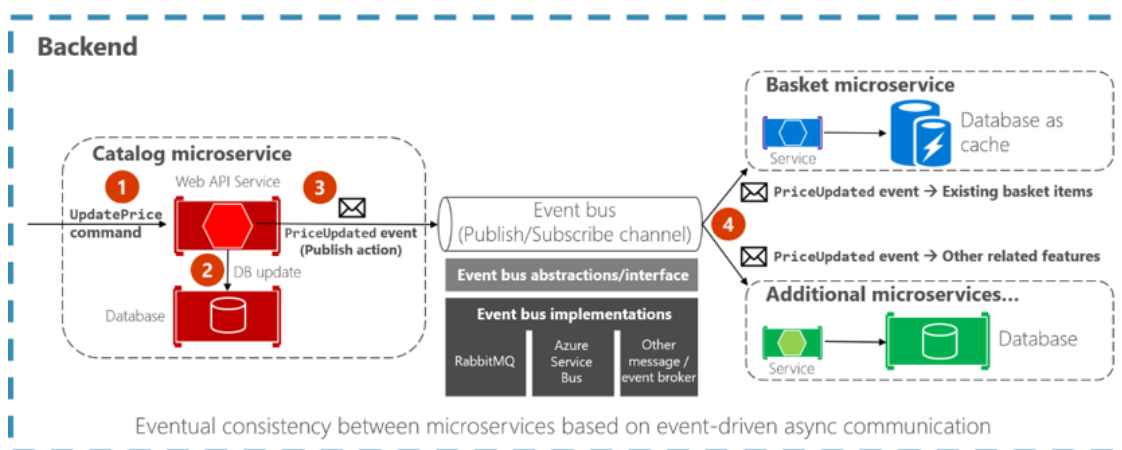 Backend
Catalog microservice
Web API Service
1
UpdatePrice
command
3
PriceUpdated event
(Publish action)
2
DB update
Database
Event bus
(Publish/Subscribe channel)
Event bus abstractions/interface
Event bus implementations
RabbitMQ
Azure
Service
Bus
Other
message /
event broker
4
Basket microservice
Service
Database as
cache
PriceUpdated event → Existing basket items
PriceUpdated event → Other related features
Additional microservices...
Service
Database
Eventual consistency between microservices based on event-driven async communication